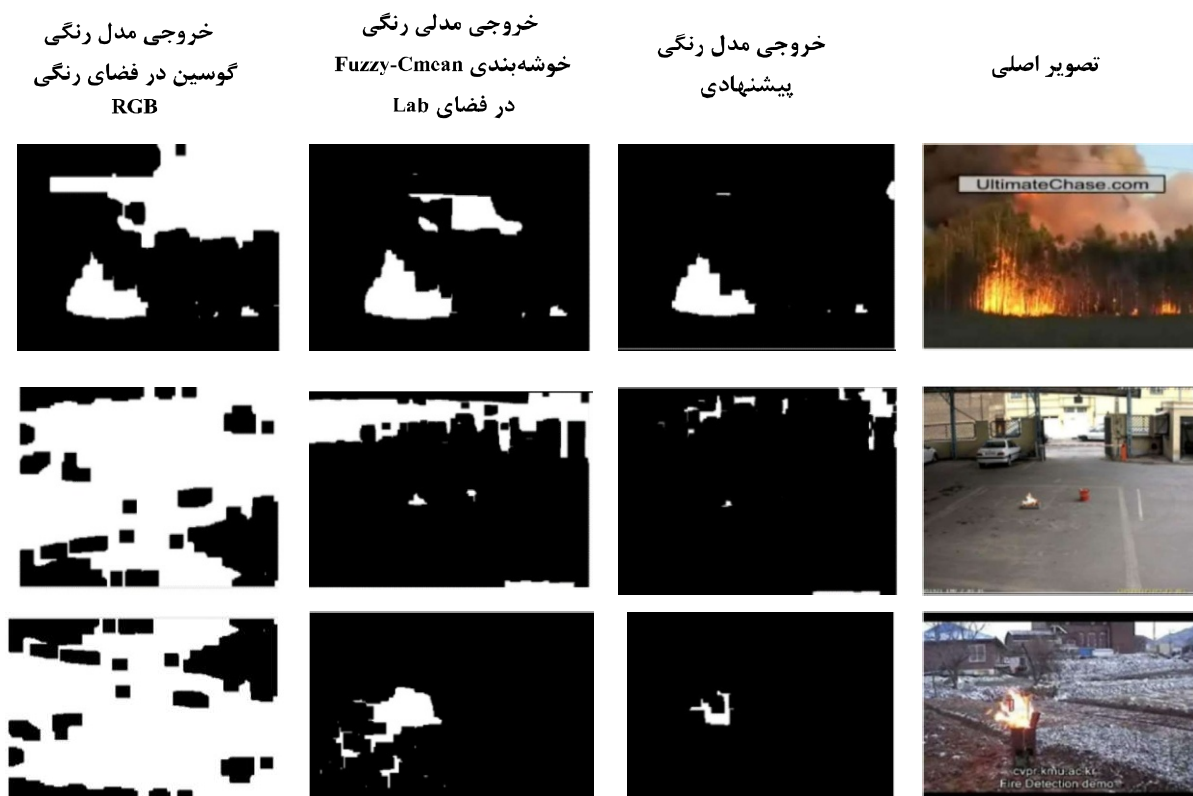 تصویر اصلی
خروجی مدل رنگی
پیشنهادی
خروجی مدلی رنگی
خوشه‌بندی Fuzzy-Cmean
در فضای Lab
خروجی مدل رنگی
گوسین در فضای رنگی
RGB
UltimateChase.com
cvpr.kmu.ac.kr
Fire Detection demo